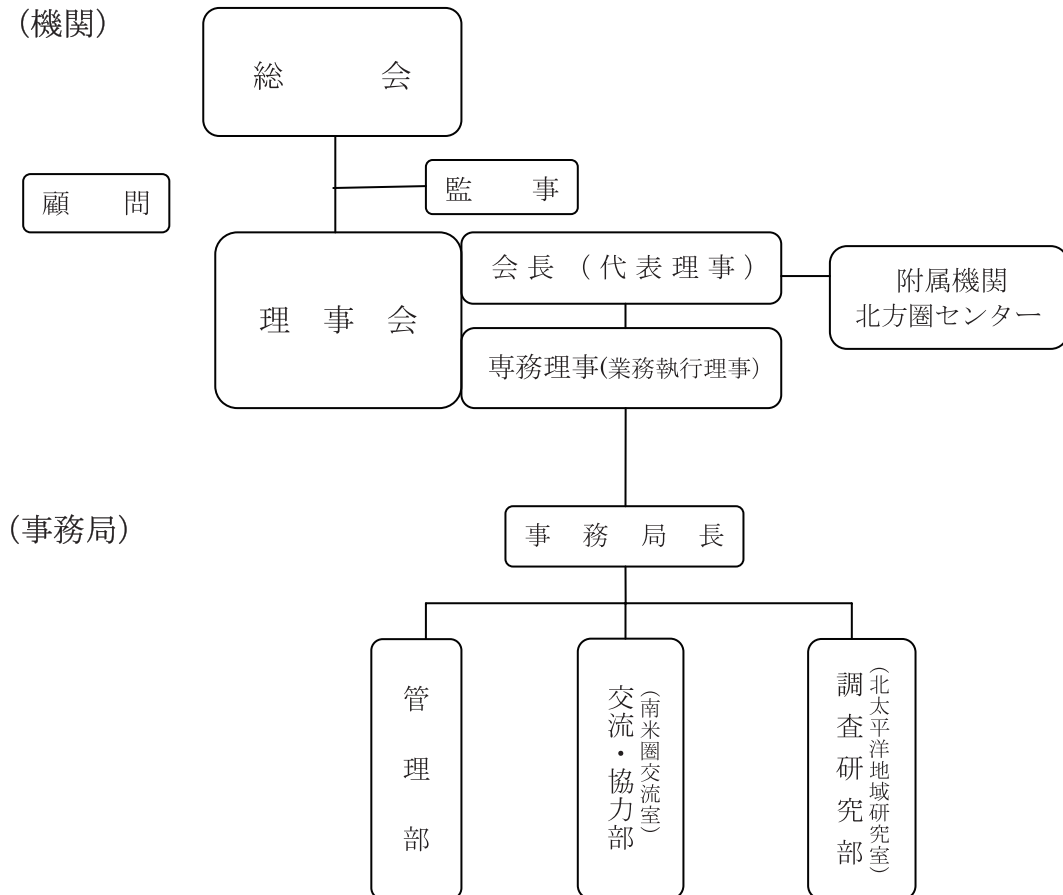 (機関)
総　会
顧　問
監　事
理　事　会
会長（代表理事）
附属機関
北方圏センター
専務理事(業務執行理事)
(事務局)
事　務　局　長
管理部
交流・協力部
(南米圏交流室)
調査研究部
(北太平洋地域研究室)